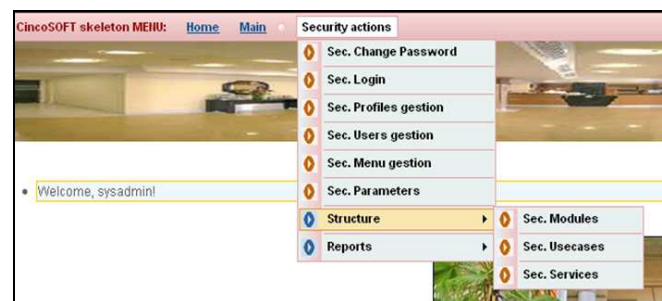 CincoSOFT skeleton MENU: Home Main Security actions
Sec. Change Password
Sec. Login
Sec. Profiles gestion
Sec. Users gestion
Sec. Menu gestion
Sec. Parameters
Welcome, sysadmin!
Structure
Reports
Sec. Modules
Sec. Usecases
Sec. Services